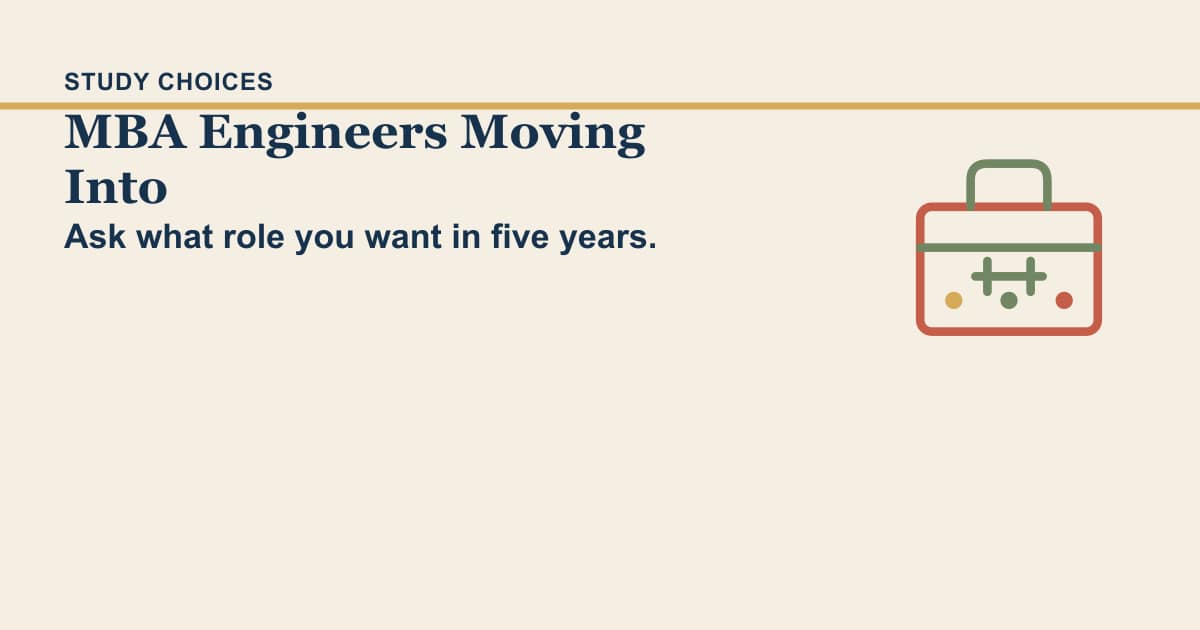 STUDY CHOICES
MBA Engineers Moving
Into
Ask what role you want in five years.